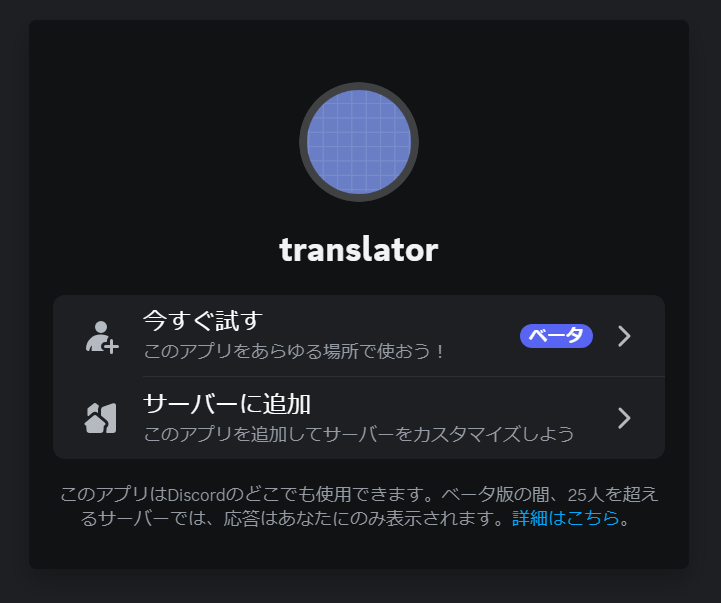 translator
今すぐ試す
このアプリをあらゆる場所で使おう！
ベータ
サーバーに追加
このアプリを追加してサーバーをカスタマイズしよう
このアプリはDiscordのどこでも使用できます。ベータ版の間、25人を超え
るサーバーでは、応答はあなたにのみ表示されます。詳細はこちら。